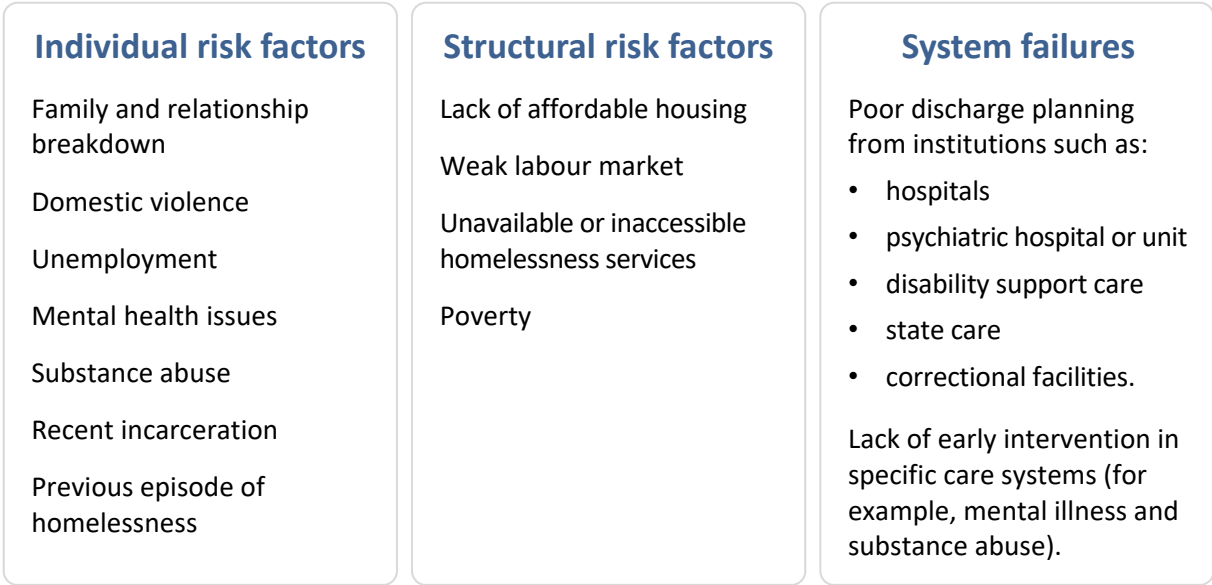 Individual risk factors
Family and relationship
breakdown
Domestic violence
Unemployment
Mental health issues
Substance abuse
Recent incarceration
Previous episode of
homelessness
Structural risk factors
Lack of affordable housing
Weak labour market
Unavailable or inaccessible
homelessness services
Poverty
System failures
Poor discharge planning
from institutions such as:
• hospitals
• psychiatric hospital or unit
• disability support care
• state care
• correctional facilities.
Lack of early intervention in
specific care systems (for
example, mental illness and
substance abuse).